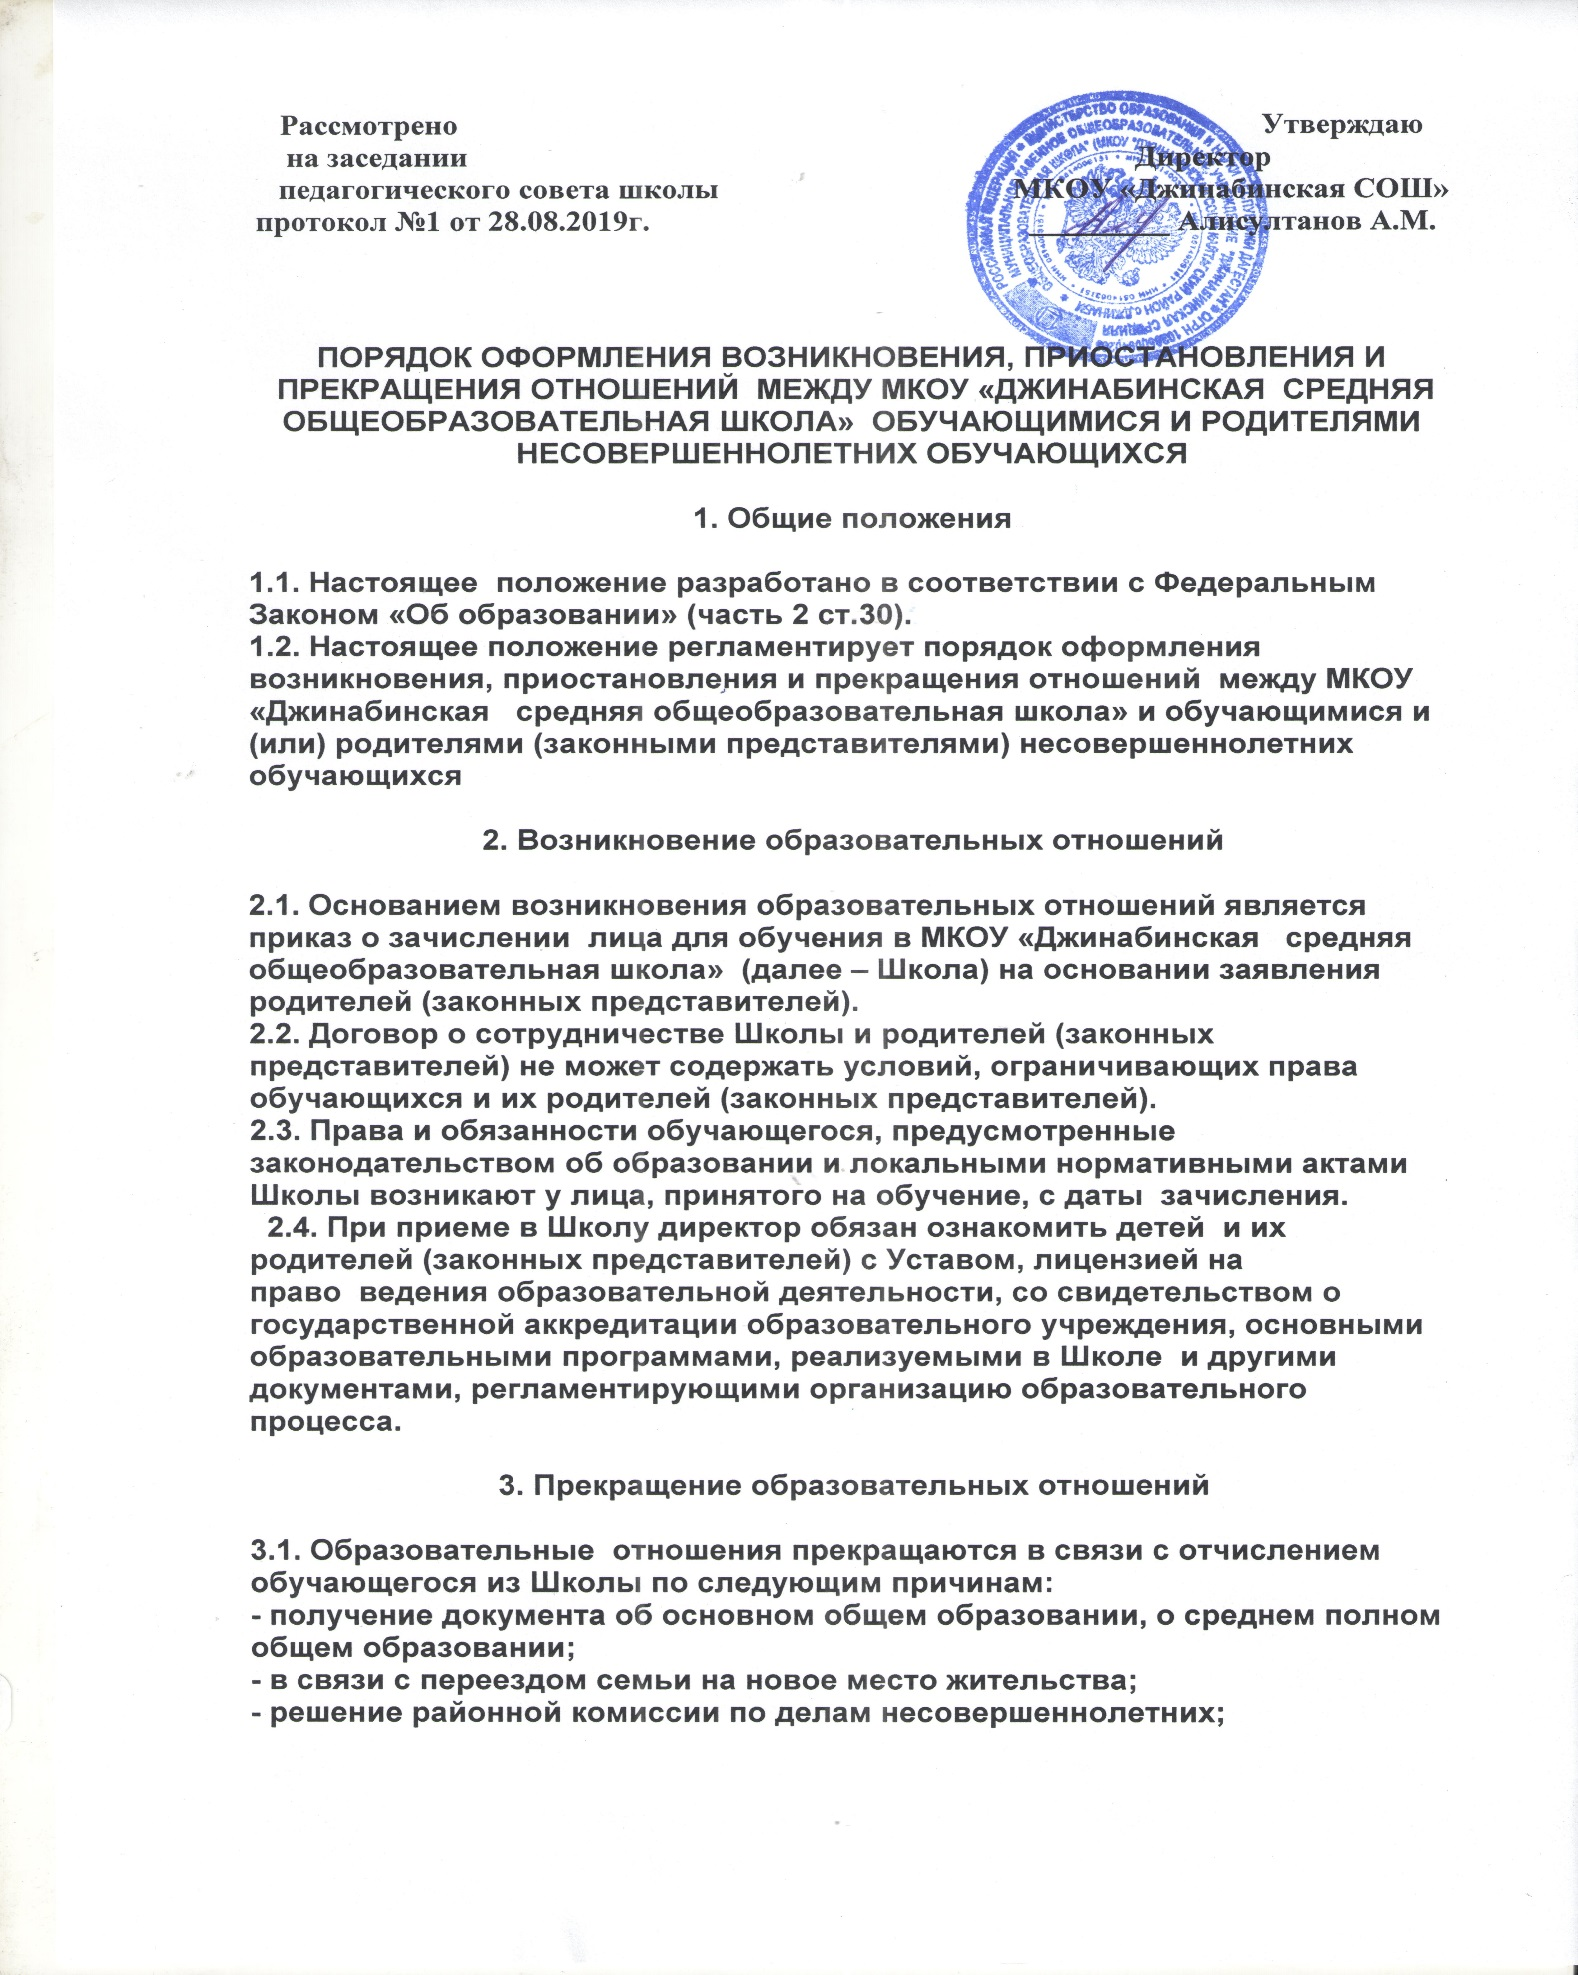 Рассмотрено
на заседании
педагогического совета школы
протокол №1 от 28.08.2019г.
Утверждаю
Директор
МКОУ «Джинабинская СОШ»
__________ Алисултанов А.М.
ПОРЯДОК ОФОРМЛЕНИЯ ВОЗНИКНОВЕНИЯ, ПРИОСТАНОВЛЕНИЯ И
ПРЕКРАЩЕНИЯ ОТНОШЕНИЙ МЕЖДУ МКОУ «ДЖИНАБИНСКАЯ СРЕДНЯЯ
ОБЩЕОБРАЗОВАТЕЛЬНАЯ ШКОЛА» ОБУЧАЮЩИМИСЯ И РОДИТЕЛЯМИ
НЕСОВЕРШЕННОЛЕТНИХ ОБУЧАЮЩИХСЯ
1. Общие положения
1.1. Настоящее положение разработано в соответствии с Федеральным
Законом «Об образовании» (часть 2 ст.30).
1.2. Настоящее положение регламентирует порядок оформления
возникновения, приостановления и прекращения отношений между МКОУ
«Джинабинская средняя общеобразовательная школа» и обучающимися и
(или) родителями (законными представителями) несовершеннолетних
обучающихся
2. Возникновение образовательных отношений
2.1. Основанием возникновения образовательных отношений является
приказ о зачислении лица для обучения в МКОУ «Джинабинская средняя
общеобразовательная школа» (далее – Школа) на основании заявления
родителей (законных представителей).
2.2. Договор о сотрудничестве Школы и родителей (законных
представителей) не может содержать условий, ограничивающих права
обучающихся и их родителей (законных представителей).
2.3. Права и обязанности обучающегося, предусмотренные
законодательством об образовании и локальными нормативными актами
Школы возникают у лица, принятого на обучение, с даты зачисления.
2.4. При приеме в Школу директор обязан ознакомить детей и их
родителей (законных представителей) с Уставом, лицензией на
право ведения образовательной деятельности, со свидетельством о
государственной аккредитации образовательного учреждения, основными
образовательными программами, реализуемыми в Школе и другими
документами, регламентирующими организацию образовательного
процесса.
3. Прекращение образовательных отношений
3.1. Образовательные отношения прекращаются в связи с отчислением
обучающегося из Школы по следующим причинам:
- получение документа об основном общем образовании, о среднем полном
общем образовании;
- в связи с переездом семьи на новое место жительства;
- решение районной комиссии по делам несовершеннолетних;